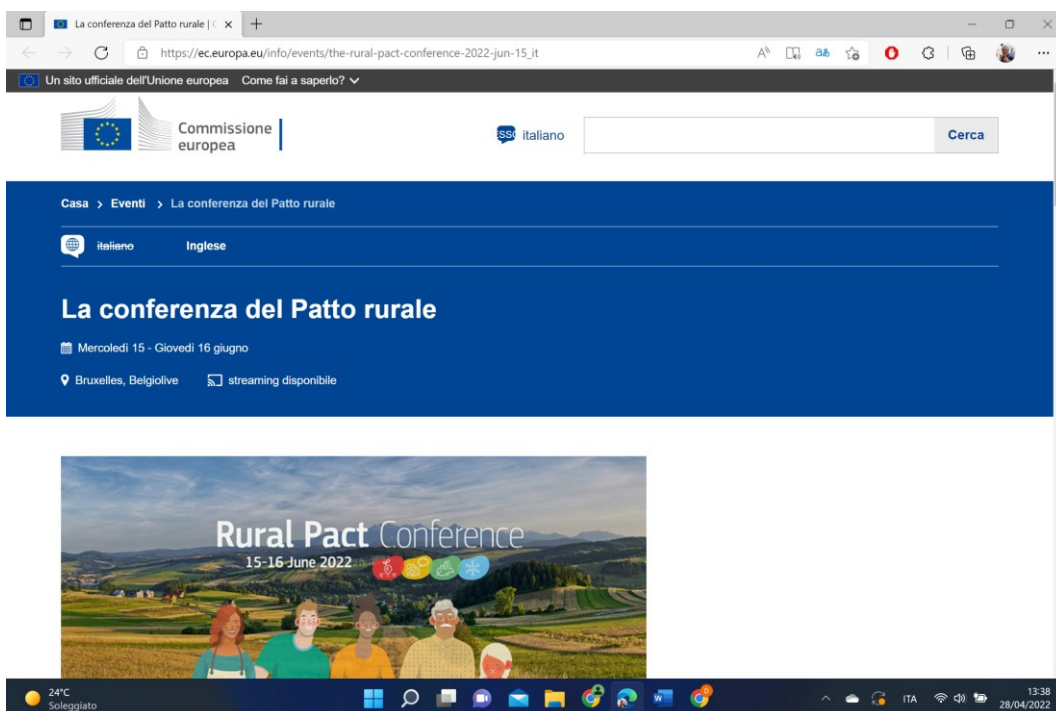 La conferenza del Patto rurale | C
https://ec.europa.eu/info/events/the-rural-pact-conference-2022-jun-15_it
Un sito ufficiale dell'Unione europea Come fai a saperlo?
Commissione
europea
italiano
Cerca
Casa > Eventi > La conferenza del Patto rurale
italiano Inglese
La conferenza del Patto rurale
Mercoledì 15 - Giovedì 16 giugno
Bruxelles, Belgiolive streaming disponibile
Rural Pact Conference
15-16 June 2022
24°C
Soleggiato
ITA
13:38
28/04/2022